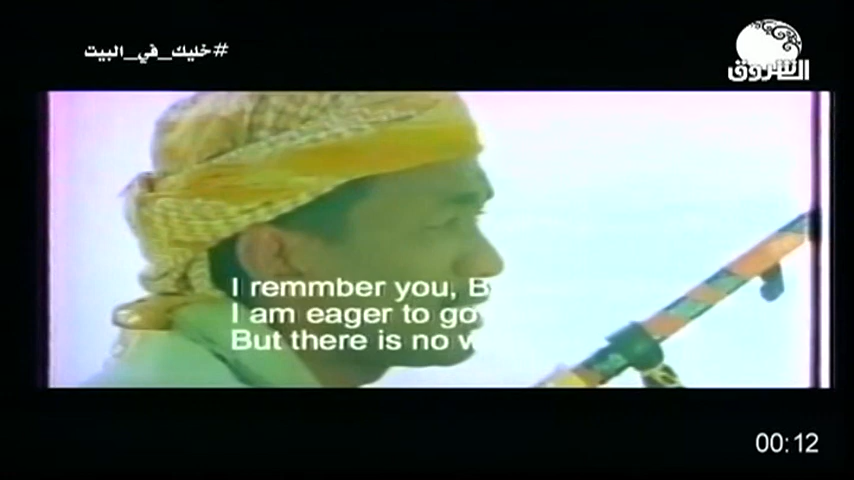 #خليك_في_البيت
الشروق
I remmber you, B
I am eager to go
But there is no w
00:12